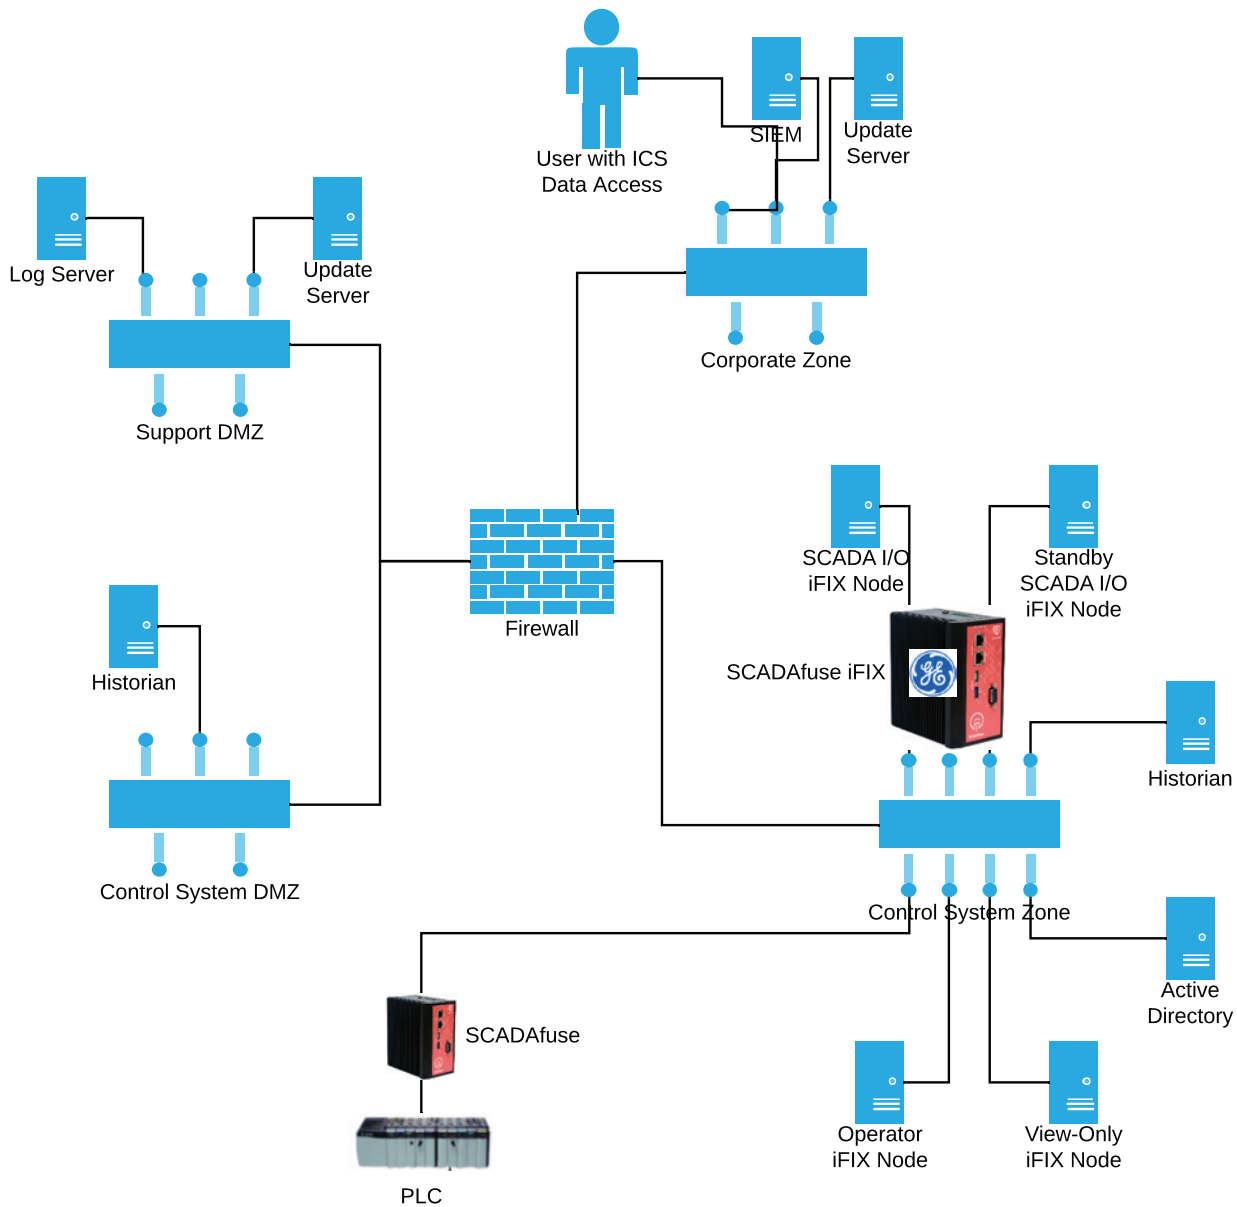 SIEM
Update
Server
User with ICS
Data Access
Log Server
Update
Server
Corporate Zone
Support DMZ
SCADA I/O
iFIX Node
Standby
SCADA I/O
iFIX Node
Firewall
SCADAfuse iFIX
GE
Historian
Historian
Control System DMZ
Control System Zone
Active
Directory
SCADAfuse
Operator
iFIX Node
View-Only
iFIX Node
PLC